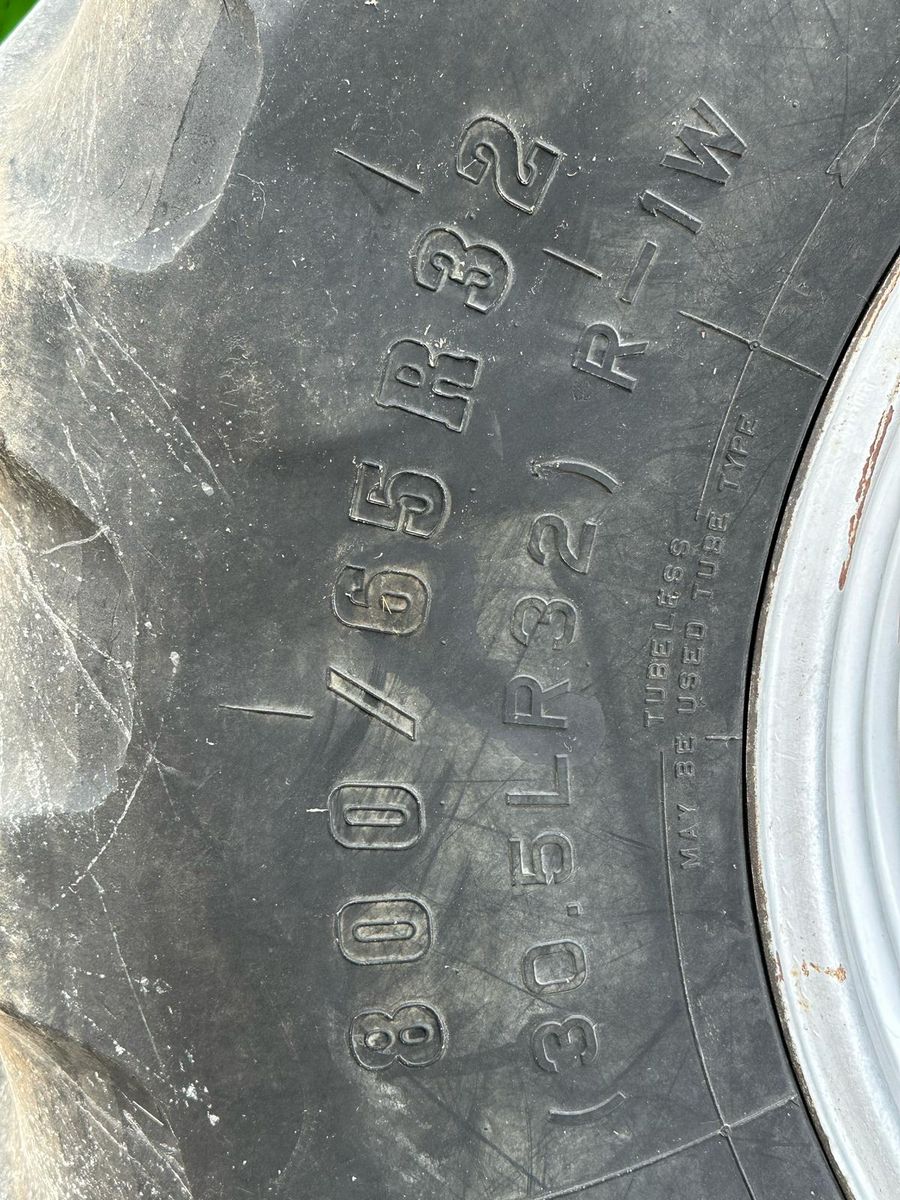 800/65R32
(30.5LR32) R-1W
TUBELESS
MAY BE USED TUBE TYPE